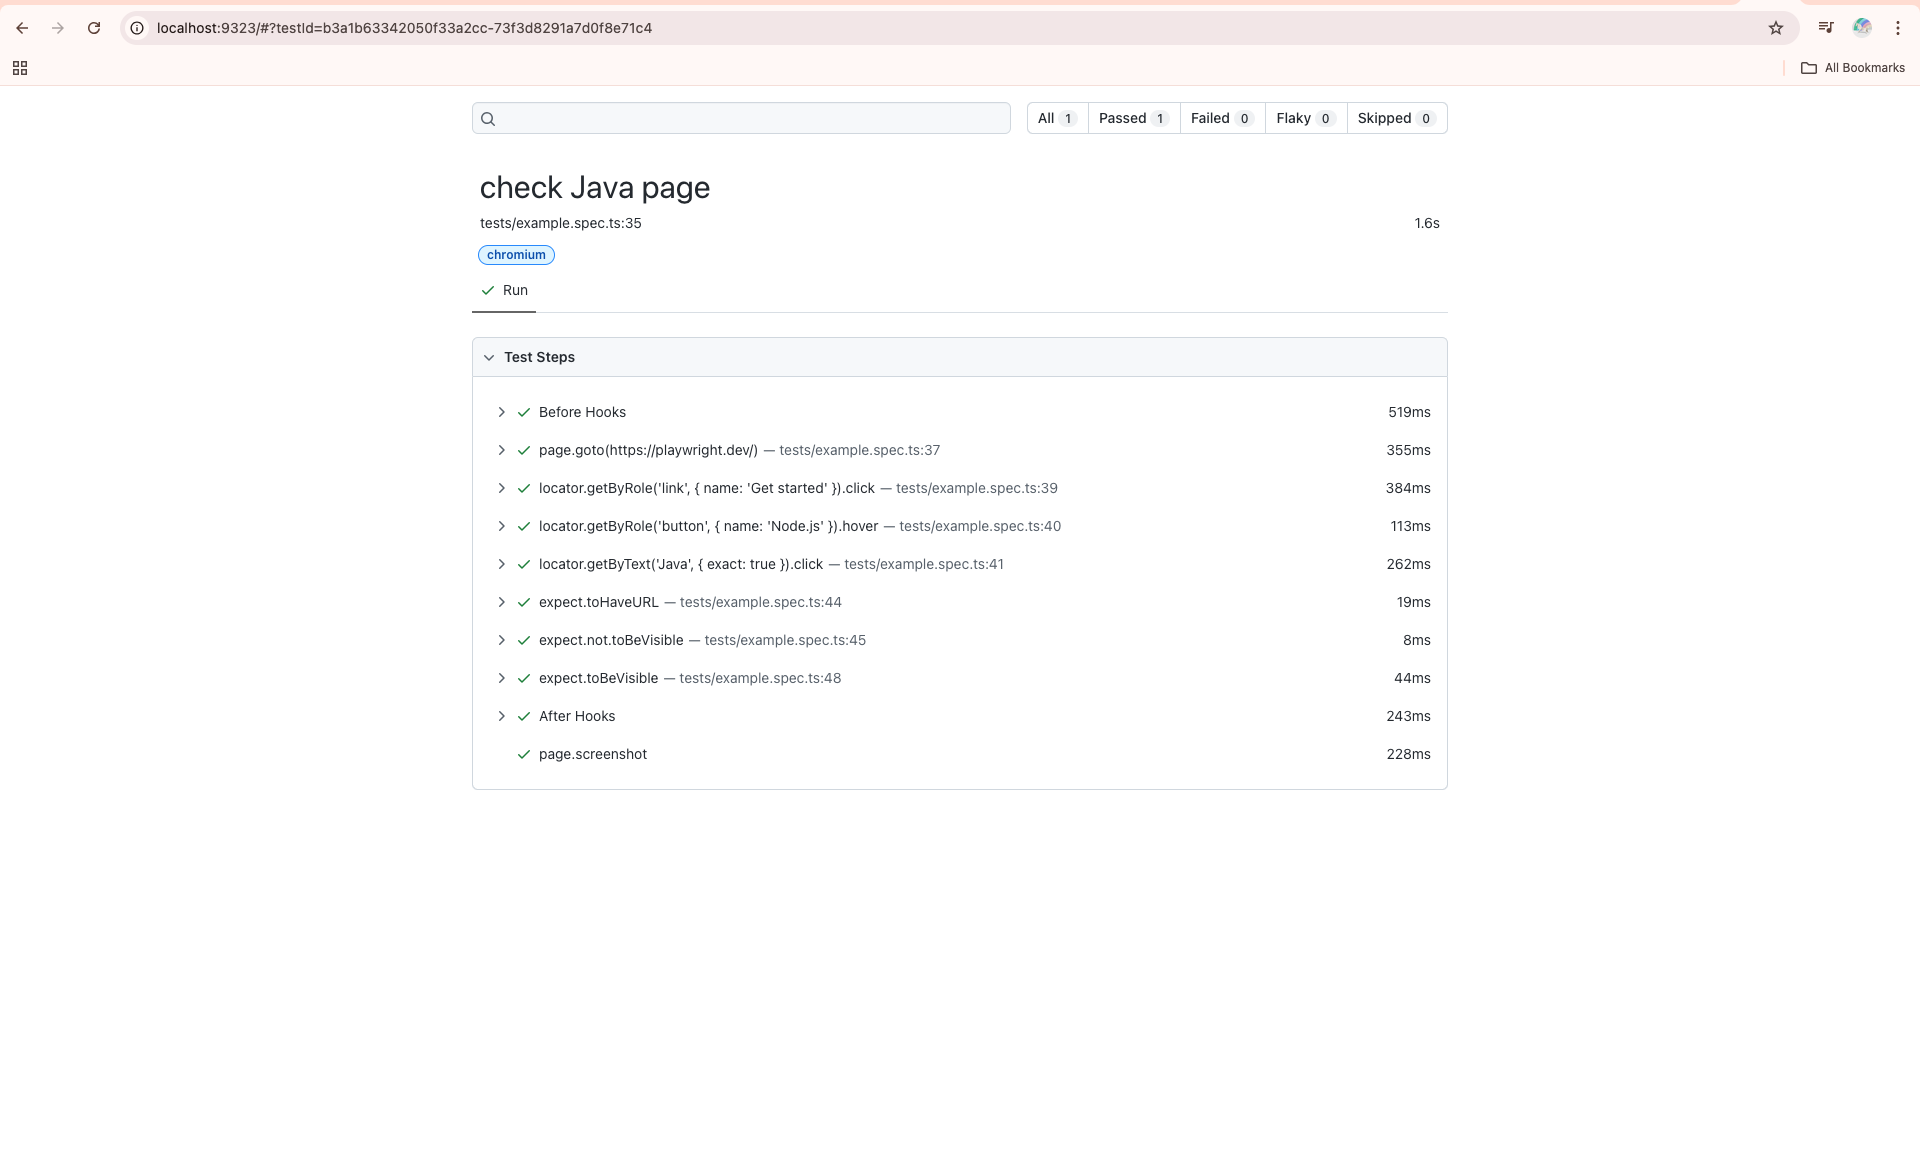 localhost:9323/#?testId=b3a1b63342050f33a2cc-73f3d8291a7d0f8e71c4
All Bookmarks
All 1 Passed 1 Failed 0 Flaky 0 Skipped 0
check Java page
tests/example.spec.ts:35 1.6s
chromium
Run
Test Steps
Before Hooks 519ms
page.goto(https://playwright.dev/) — tests/example.spec.ts:37 355ms
locator.getByRole('link', { name: 'Get started' }).click — tests/example.spec.ts:39 384ms
locator.getByRole('button', { name: 'Node.js' }).hover — tests/example.spec.ts:40 113ms
locator.getByText('Java', { exact: true }).click — tests/example.spec.ts:41 262ms
expect.toHaveURL — tests/example.spec.ts:44 19ms
expect.not.toBeVisible — tests/example.spec.ts:45 8ms
expect.toBeVisible — tests/example.spec.ts:48 44ms
After Hooks 243ms
page.screenshot 228ms